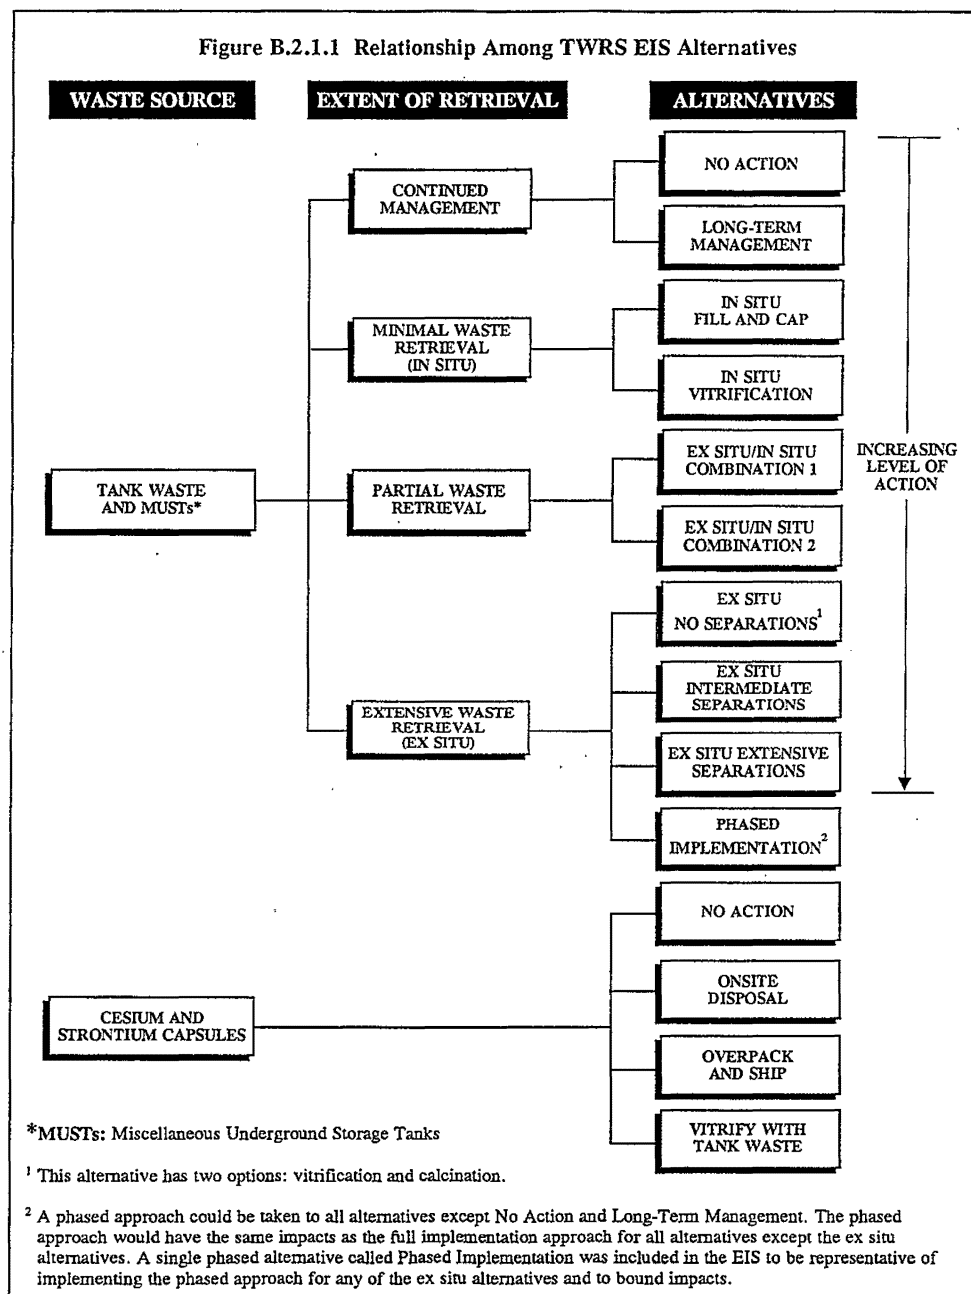 Figure B.2.1.1 Relationship Among TWRS EIS Alternatives
WASTE SOURCE
EXTENT OF RETRIEVAL
ALTERNATIVES
NO ACTION
CONTINUED
MANAGEMENT
LONG-TERM
MANAGEMENT
IN SITU
FILL AND CAP
MINIMAL WASTE
RETRIEVAL
(IN SITU)
IN SITU
VITRIFICATION
TANK WASTE
AND MUSTs*
PARTIAL WASTE
RETRIEVAL
EX SITU/IN SITU
COMBINATION 1
EX SITU/IN SITU
COMBINATION 2
INCREASING
LEVEL OF
ACTION
EX SITU
NO SEPARATIONS¹
EX SITU
INTERMEDIATE
SEPARATIONS
EXTENSIVE WASTE
RETRIEVAL
(EX SITU)
EX SITU EXTENSIVE
SEPARATIONS
PHASED
IMPLEMENTATION²
NO ACTION
ONSITE
DISPOSAL
CESIUM AND
STRONTIUM CAPSULES
OVERPACK
AND SHIP
VITRIFY WITH
TANK WASTE
*MUSTs: Miscellaneous Underground Storage Tanks
¹ This alternative has two options: vitrification and calcination.
² A phased approach could be taken to all alternatives except No Action and Long-Term Management. The phased
approach would have the same impacts as the full implementation approach for all alternatives except the ex situ
alternatives. A single phased alternative called Phased Implementation was included in the EIS to be representative of
implementing the phased approach for any of the ex situ alternatives and to bound impacts.